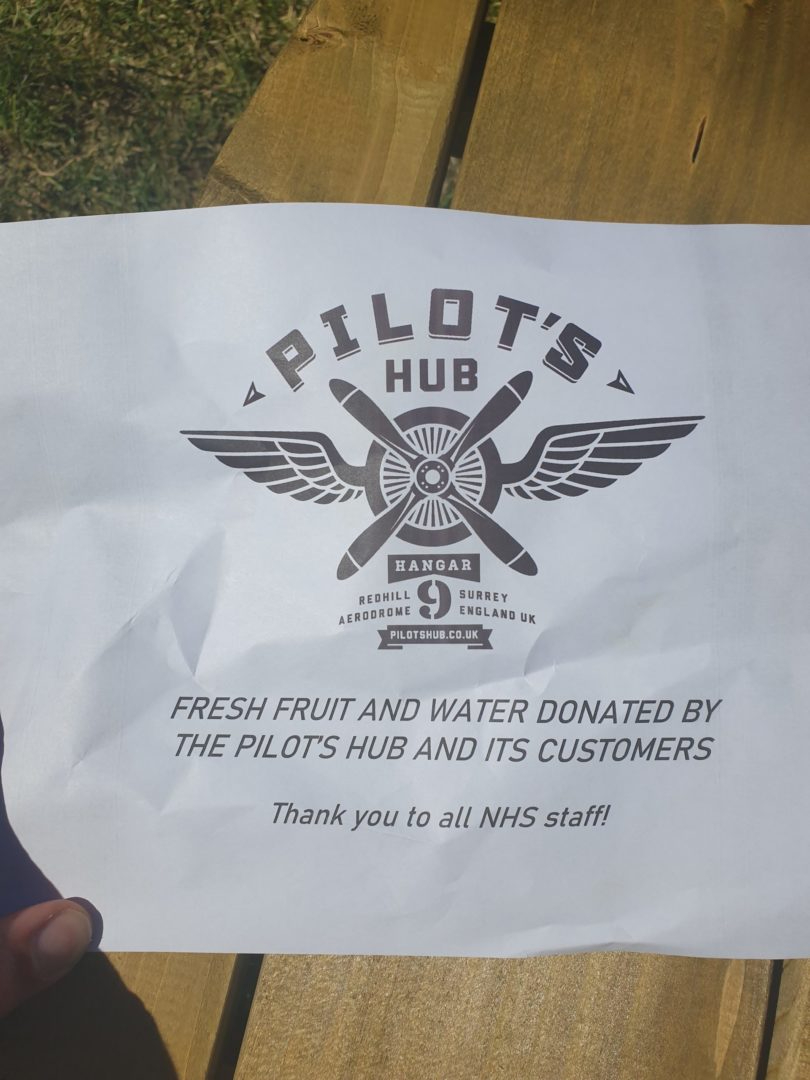 PILOT'S
HUB
HANGAR
REDHILL 9 SURREY
AERODROME ENGLAND UK
PILOTSHUB.CO.UK
FRESH FRUIT AND WATER DONATED BY
THE PILOT'S HUB AND ITS CUSTOMERS
Thank you to all NHS staff!